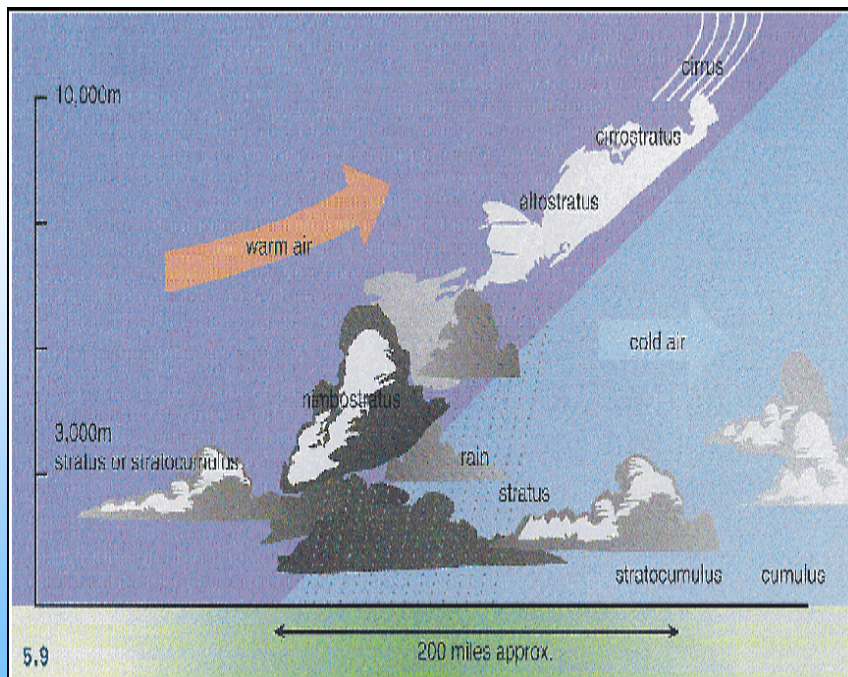 cirrus
10,000m
cirrostratus
altostratus
warm air
cold air
nimbostratus
3,000m
stratus or stratocumulus
rain
stratus
stratocumulus
cumulus
200 miles approx.
5.9